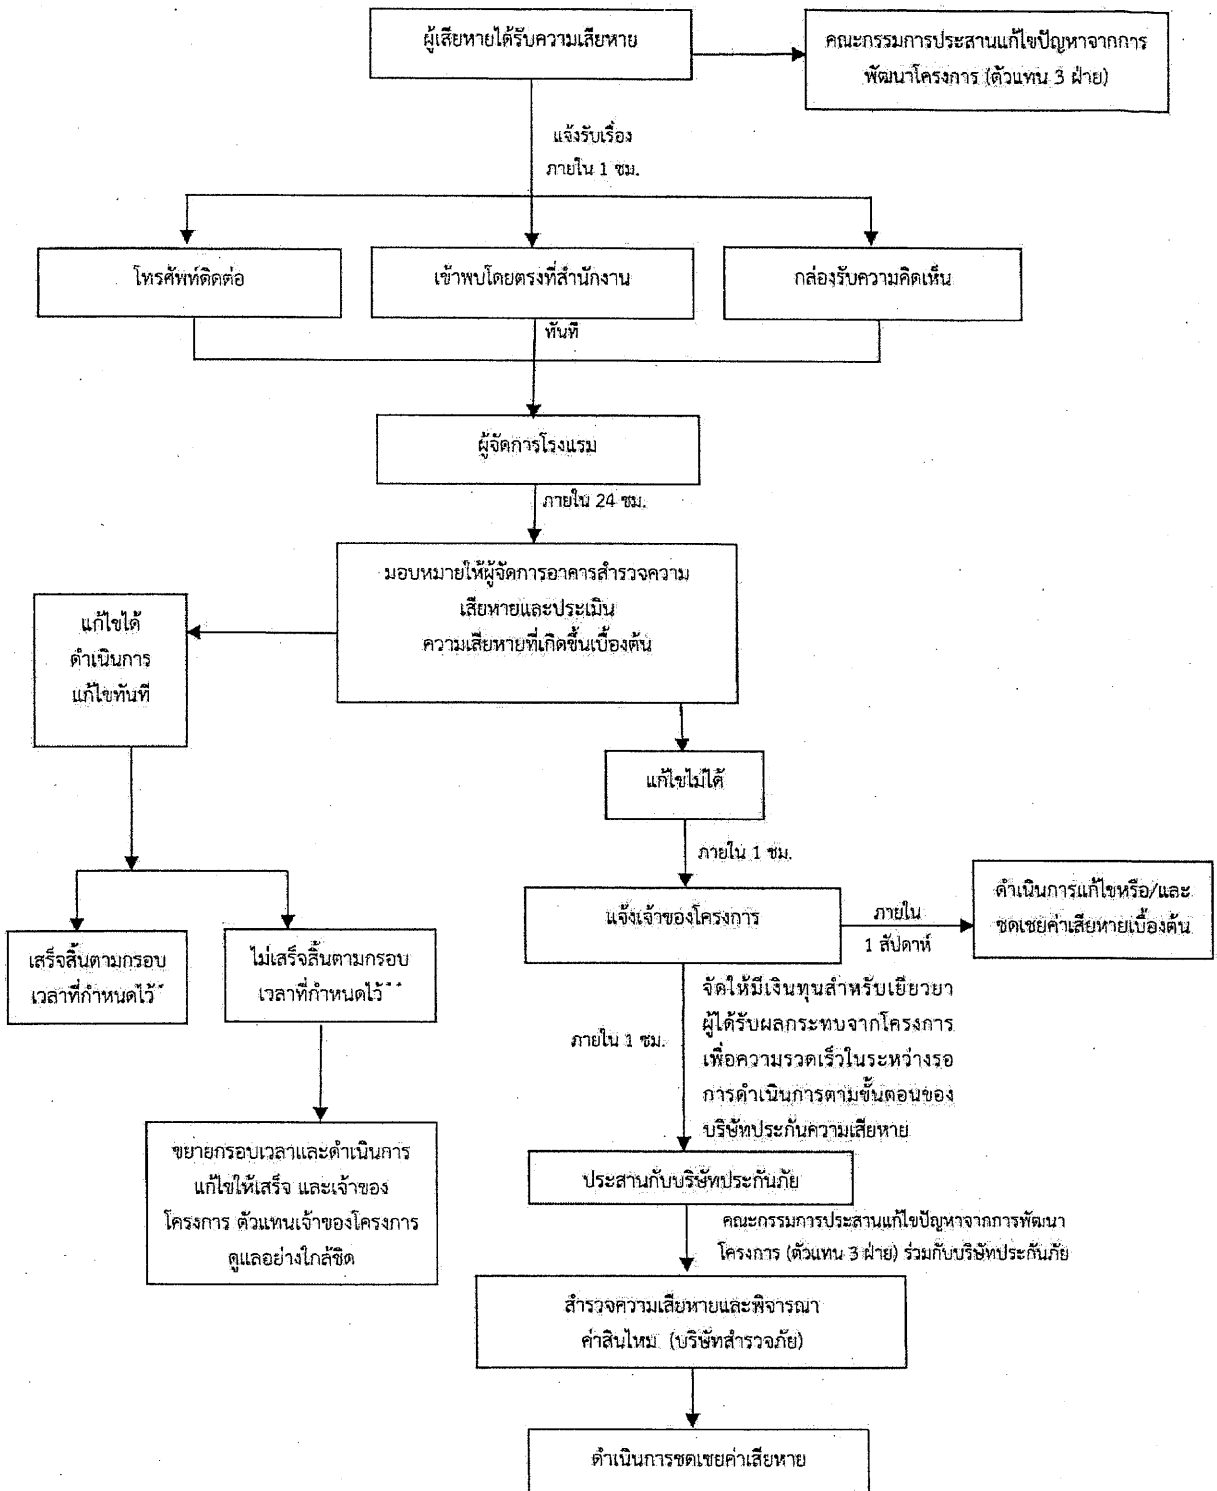 ผู้เสียหายได้รับความเสียหาย
คณะกรรมการประสานแก้ไขปัญหาจากการ
พัฒนาโครงการ (ตัวแทน 3 ฝ่าย)
แจ้งรับเรื่อง
ภายใน 1 ชม.
โทรศัพท์ติดต่อ
เข้าพบโดยตรงที่สำนักงาน
กล่องรับความคิดเห็น
ทันที
ผู้จัดการโรงแรม
ภายใน 24 ชม.
มอบหมายให้ผู้จัดการอาคารสำรวจความ
เสียหายและประเมิน
ความเสียหายที่เกิดขึ้นเบื้องต้น
แก้ไขได้
ดำเนินการ
แก้ไขทันที
แก้ไขไม่ได้
ภายใน 1 ชม.
แจ้งเจ้าของโครงการ
ภายใน
1 สัปดาห์
ดำเนินการแก้ไขหรือ/และ
ชดเชยค่าเสียหายเบื้องต้น
เสร็จสิ้นตามกรอบ
เวลาที่กำหนดไว้*
ไม่เสร็จสิ้นตามกรอบ
เวลาที่กำหนดไว้**
ภายใน 1 ชม.
จัดให้มีเงินทุนสำหรับเยียวยา
ผู้ได้รับผลกระทบจากโครงการ
เพื่อความรวดเร็วในระหว่างรอ
การดำเนินการตามขั้นตอนของ
บริษัทประกันความเสียหาย
ขยายกรอบเวลาและดำเนินการ
แก้ไขให้เสร็จ และเจ้าของ
โครงการ ตัวแทนเจ้าของโครงการ
ดูแลอย่างใกล้ชิด
ประสานกับบริษัทประกันภัย
คณะกรรมการประสานแก้ไขปัญหาจากการพัฒนา
โครงการ (ตัวแทน 3 ฝ่าย) ร่วมกับบริษัทประกันภัย
สำรวจความเสียหายและพิจารณา
ค่าสินไหม (บริษัทสำรวจภัย)
ดำเนินการชดเชยค่าเสียหาย